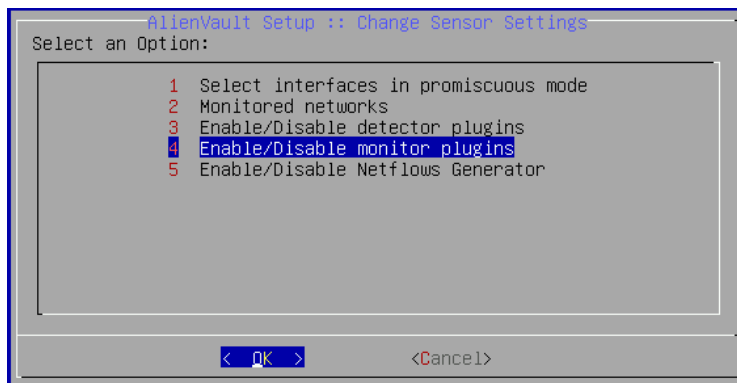 AlienVault Setup :: Change Sensor Settings
Select an Option:
1 Select interfaces in promiscuous mode
2 Monitored networks
3 Enable/Disable detector plugins
4 Enable/Disable monitor plugins
5 Enable/Disable Netflows Generator
< OK > <Cancel>